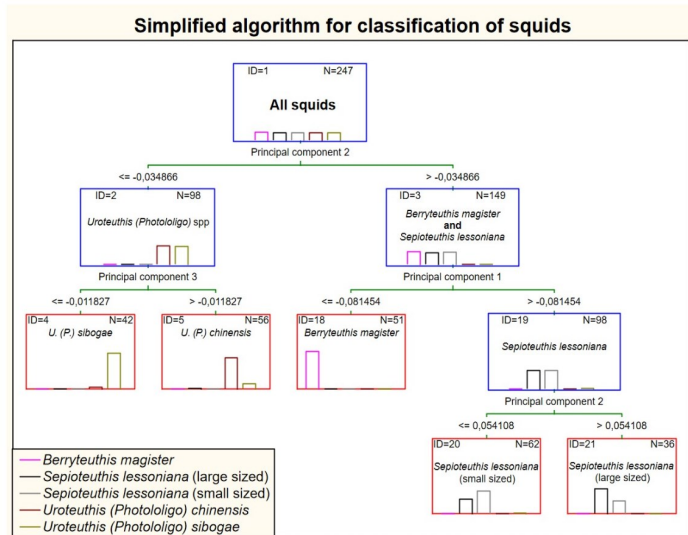 Simplified algorithm for classification of squids
ID=1 N=247
All squids
Principal component 2
<= -0,034866 > -0,034866
ID=2 N=98
Uroteuthis (Photololigo) spp
Principal component 3
ID=3 N=149
Berryteuthis magister
and
Sepioteuthis lessoniana
Principal component 1
<= -0,011827 > -0,011827
<= -0,081454 > -0,081454
ID=4 N=42
U. (P.) sibogae
ID=5 N=56
U. (P.) chinensis
ID=18 N=51
Berryteuthis magister
ID=19 N=98
Sepioteuthis lessoniana
Principal component 2
<= 0,054108 > 0,054108
ID=20 N=62
Sepioteuthis lessoniana
(small sized)
ID=21 N=36
Sepioteuthis lessoniana
(large sized)
Berryteuthis magister
Sepioteuthis lessoniana (large sized)
Sepioteuthis lessoniana (small sized)
Uroteuthis (Photololigo) chinensis
Uroteuthis (Photololigo) sibogae